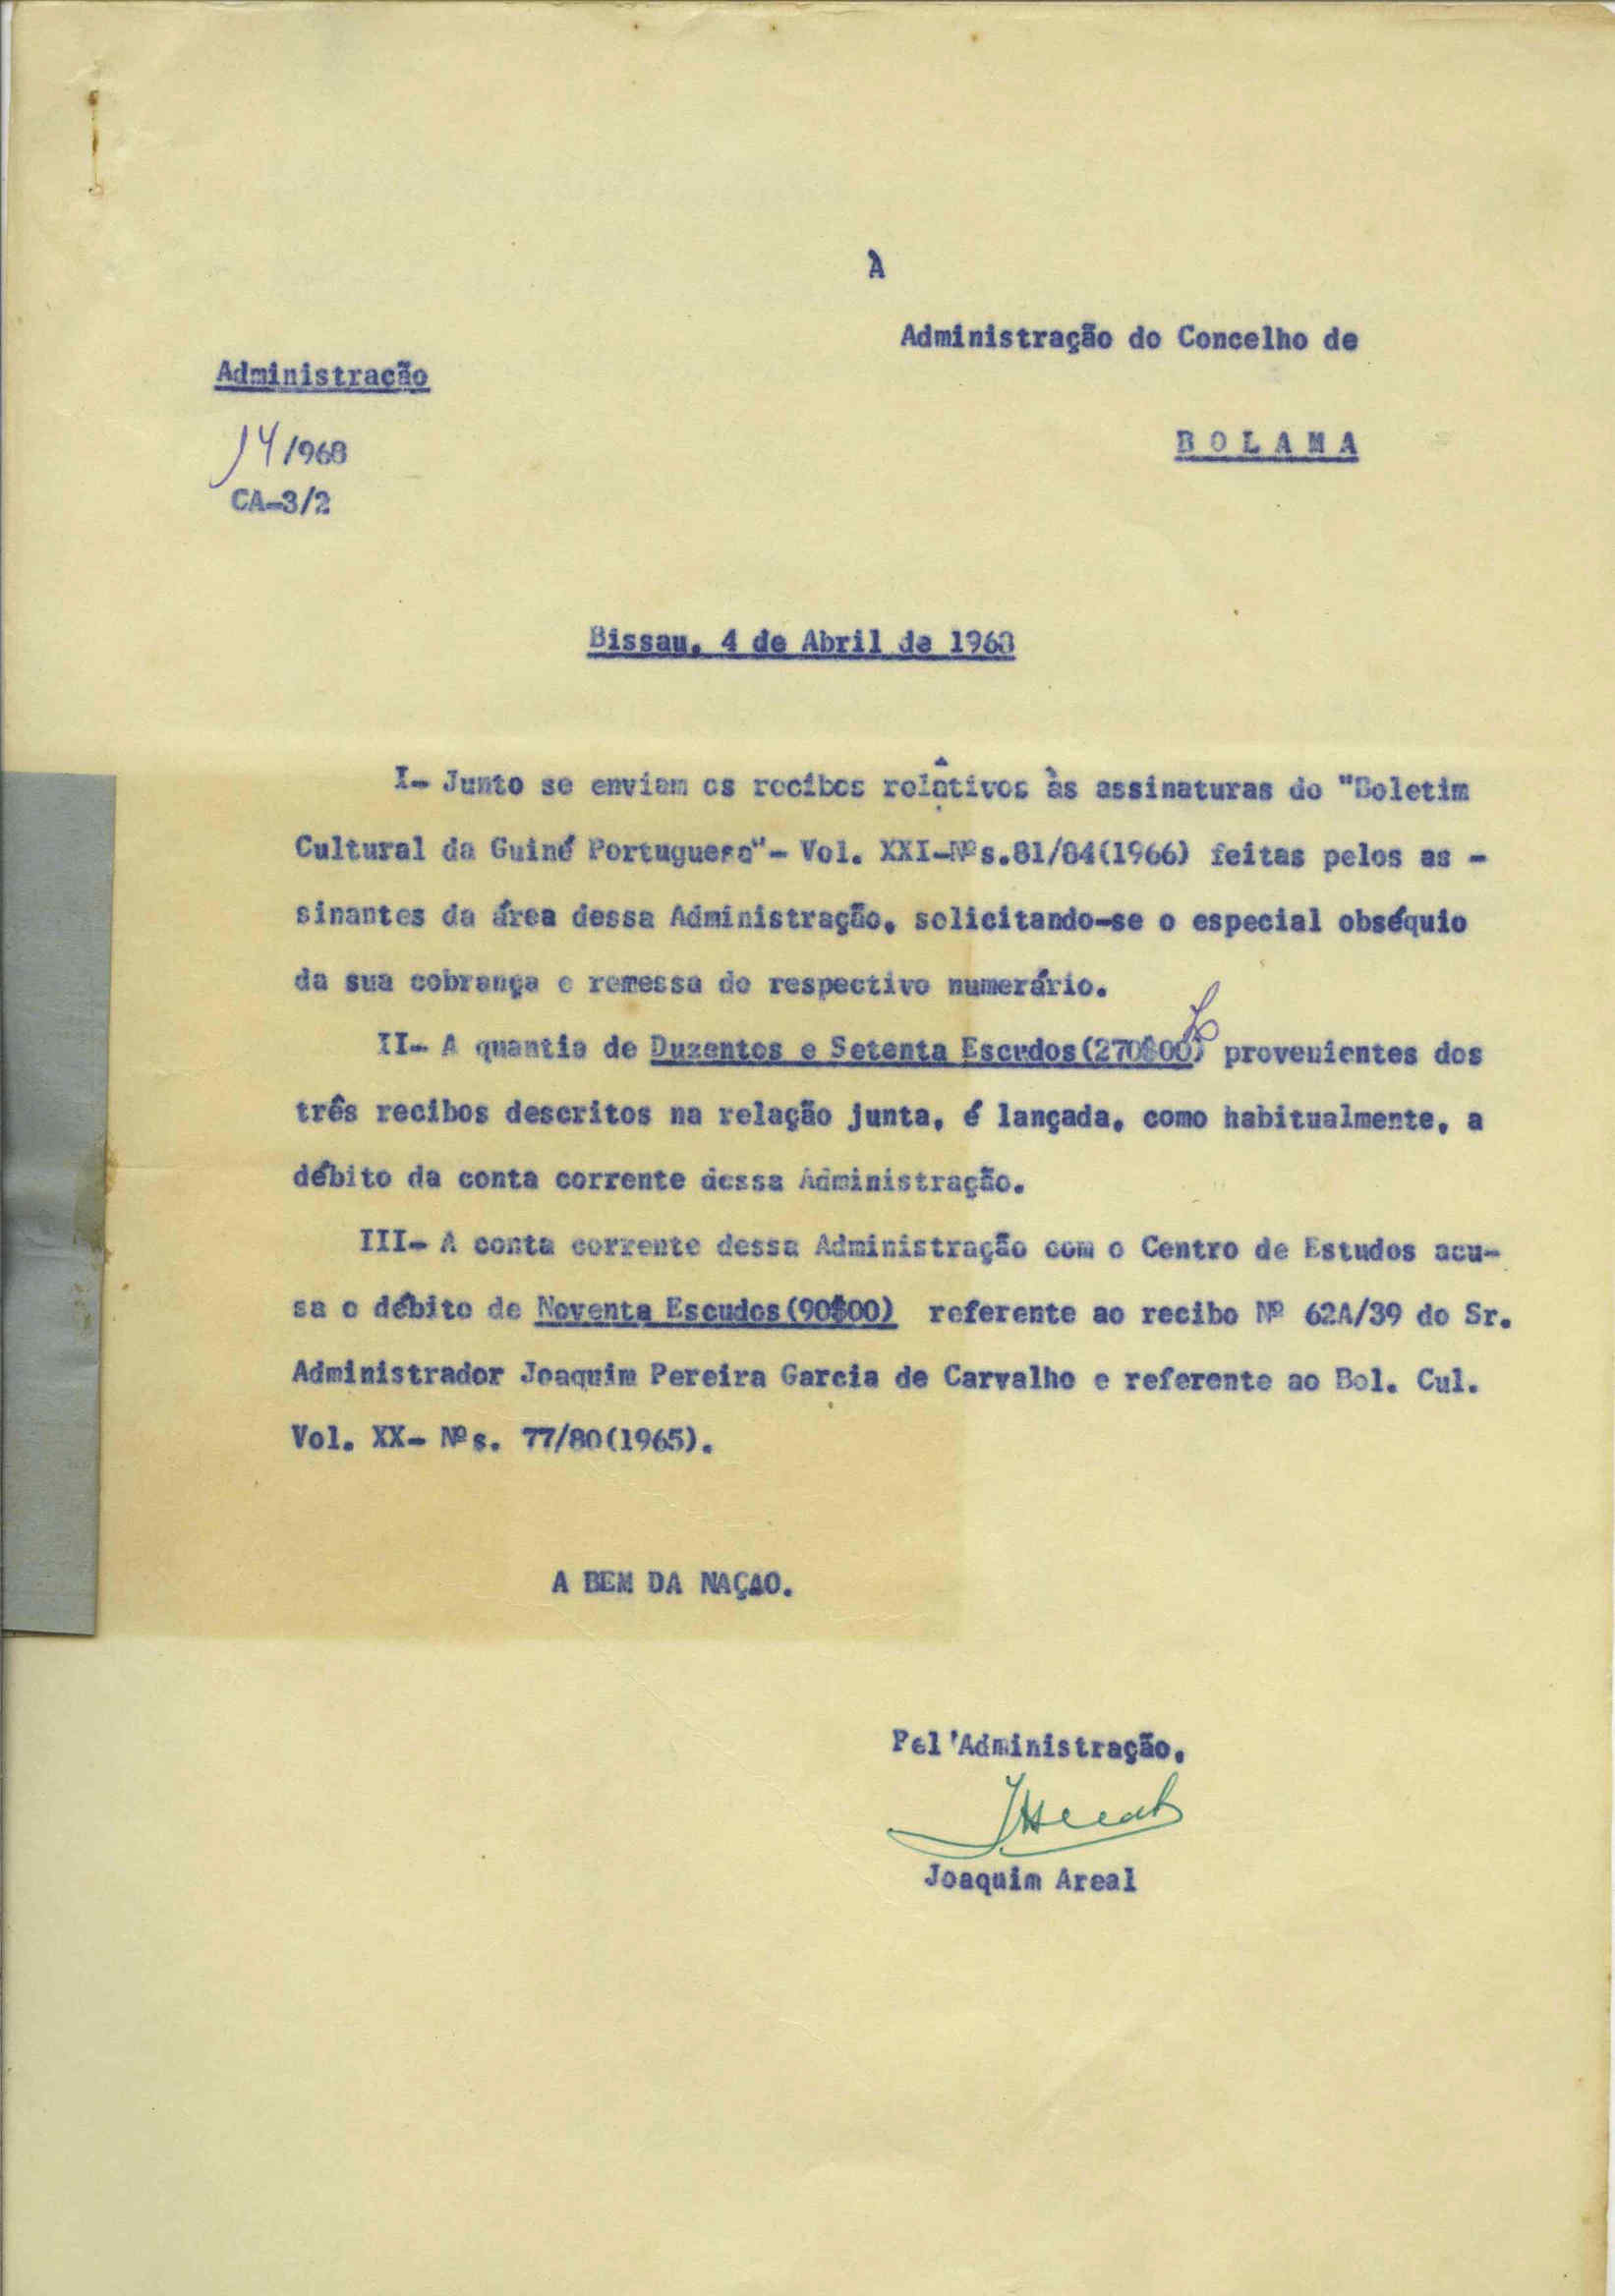 À
Administração do Concelho de
Administração
BOLAMA
14/968
CA-3/2
Bissau, 4 de Abril de 1968
I- Junto se enviam os recibos relativos às assinaturas do "Boletim
Cultural da Guiné Portuguesa"- Vol. XXI-Nºs.81/84(1966) feitas pelos as -
sinantes da área dessa Administração, solicitando-se o especial obséquio
da sua cobrança e remessa do respectivo numerário.
II- A quantia de Duzentos e Setenta Escudos(270$00) provenientes dos
três recibos descritos na relação junta, é lançada, como habitualmente, a
débito da conta corrente dessa Administração.
III- A conta corrente dessa Administração com o Centro de Estudos acu-
sa o débito de Noventa Escudos(90$00) referente ao recibo Nº 62A/39 do Sr.
Administrador Joaquim Pereira Garcia de Carvalho e referente ao Bol. Cul.
Vol. XX- Nºs. 77/80(1965).
A BEM DA NAÇAO.
Pel'Administração,
Joaquim Areal